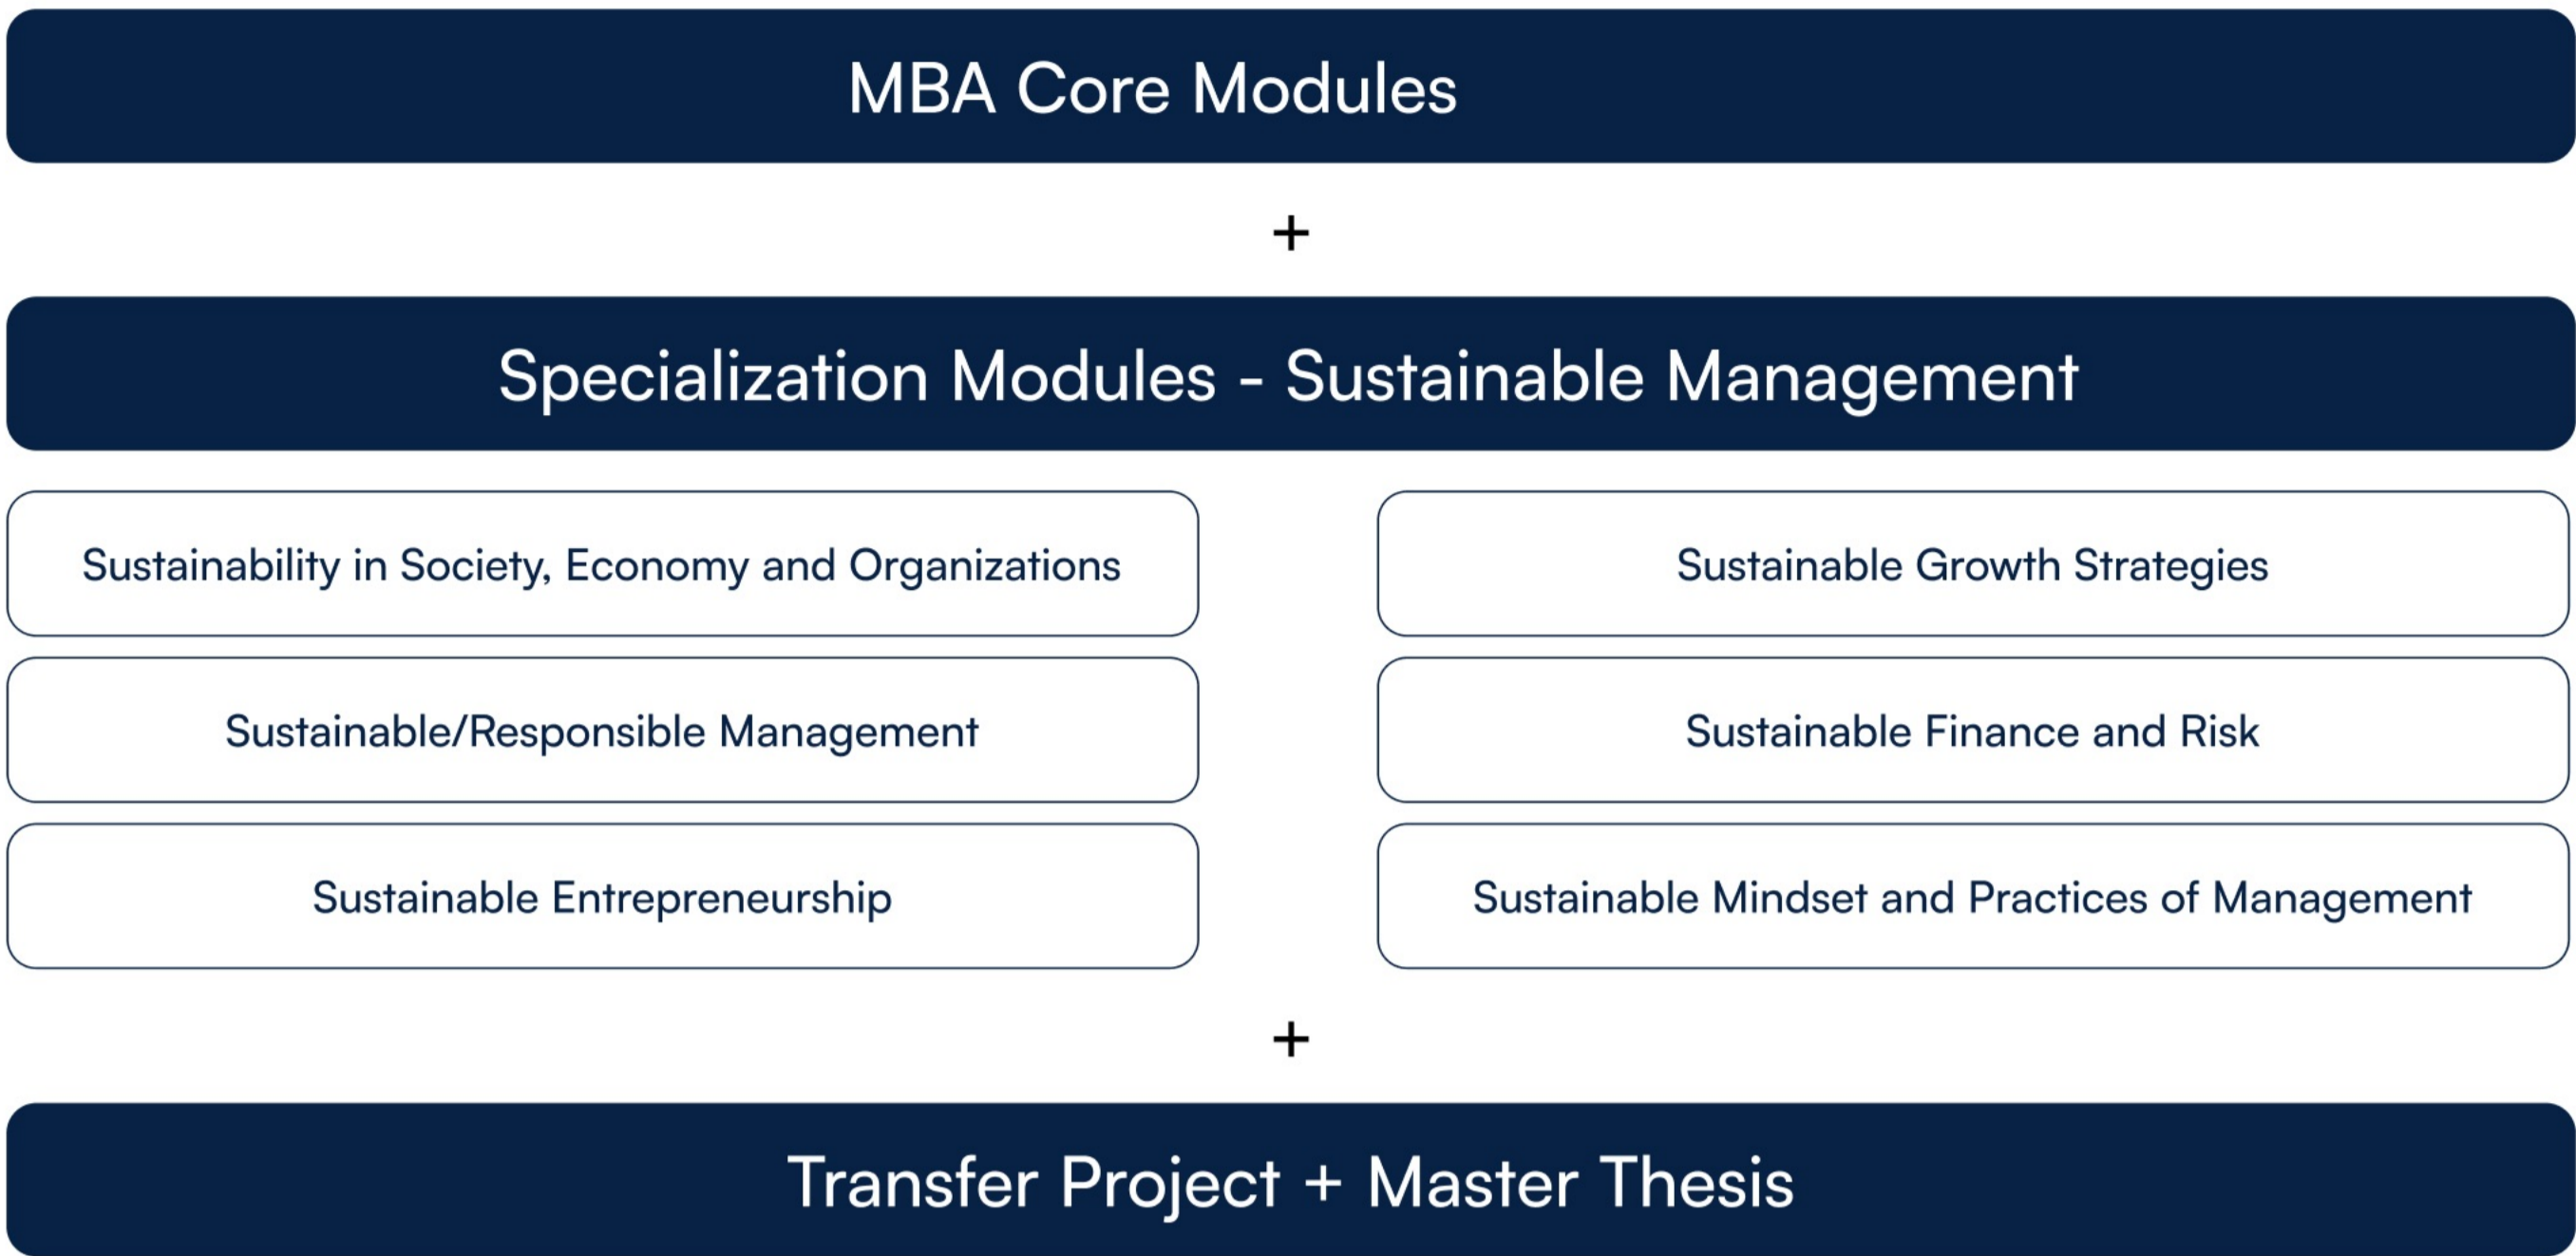 MBA Core Modules
+
Specialization Modules - Sustainable Management
Sustainability in Society, Economy and Organizations
Sustainable Growth Strategies
Sustainable/Responsible Management
Sustainable Finance and Risk
Sustainable Entrepreneurship
Sustainable Mindset and Practices of Management
+
Transfer Project + Master Thesis